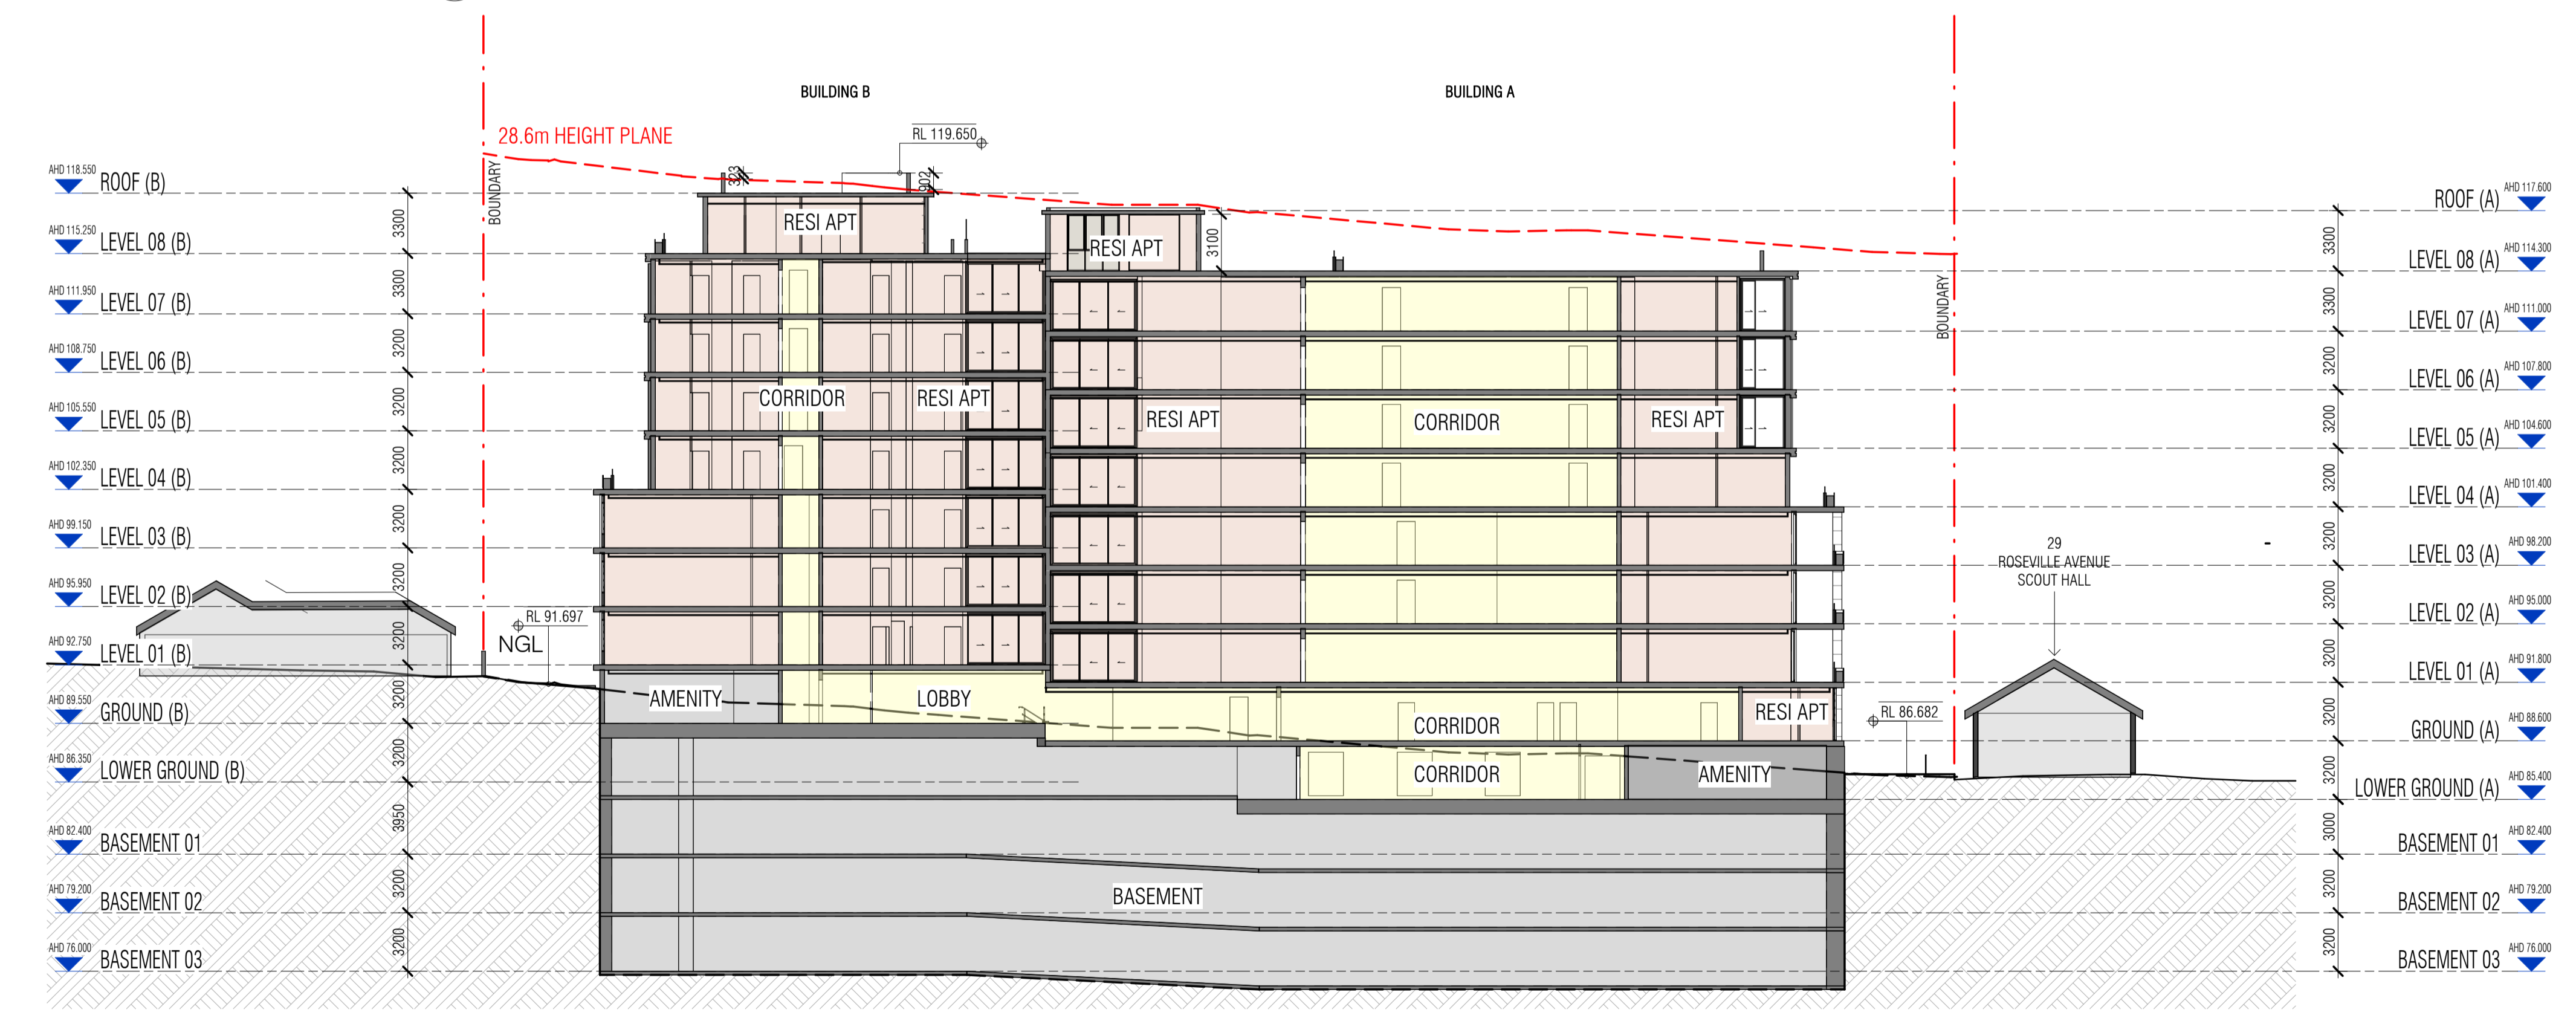 BUILDING B
BUILDING A
28.6m HEIGHT PLANE
RL 119.650
BOUNDARY
BOUNDARY
323
902
AHD 118.550
ROOF (B)
3300
AHD 115.250
LEVEL 08 (B)
3300
AHD 111.950
LEVEL 07 (B)
3200
AHD 108.750
LEVEL 06 (B)
3200
AHD 105.550
LEVEL 05 (B)
3200
AHD 102.350
LEVEL 04 (B)
3200
AHD 99.150
LEVEL 03 (B)
3200
AHD 95.950
LEVEL 02 (B)
3200
AHD 92.750
LEVEL 01 (B)
3200
AHD 89.550
GROUND (B)
3200
AHD 86.350
LOWER GROUND (B)
3950
AHD 82.400
BASEMENT 01
3200
AHD 79.200
BASEMENT 02
3200
AHD 76.000
BASEMENT 03
RL 91.697
NGL
RESI APT
RESI APT
3100
CORRIDOR
RESI APT
RESI APT
CORRIDOR
RESI APT
AMENITY
LOBBY
CORRIDOR
RESI APT
CORRIDOR
AMENITY
BASEMENT
RL 86.682
29
ROSEVILLE AVENUE
SCOUT HALL
ROOF (A)
AHD 117.600
3300
LEVEL 08 (A)
AHD 114.300
3300
LEVEL 07 (A)
AHD 111.000
3200
LEVEL 06 (A)
AHD 107.800
3200
LEVEL 05 (A)
AHD 104.600
3200
LEVEL 04 (A)
AHD 101.400
3200
LEVEL 03 (A)
AHD 98.200
3200
LEVEL 02 (A)
AHD 95.000
3200
LEVEL 01 (A)
AHD 91.800
3200
GROUND (A)
AHD 88.600
3200
LOWER GROUND (A)
AHD 85.400
3000
BASEMENT 01
AHD 82.400
3200
BASEMENT 02
AHD 79.200
3200
BASEMENT 03
AHD 76.000